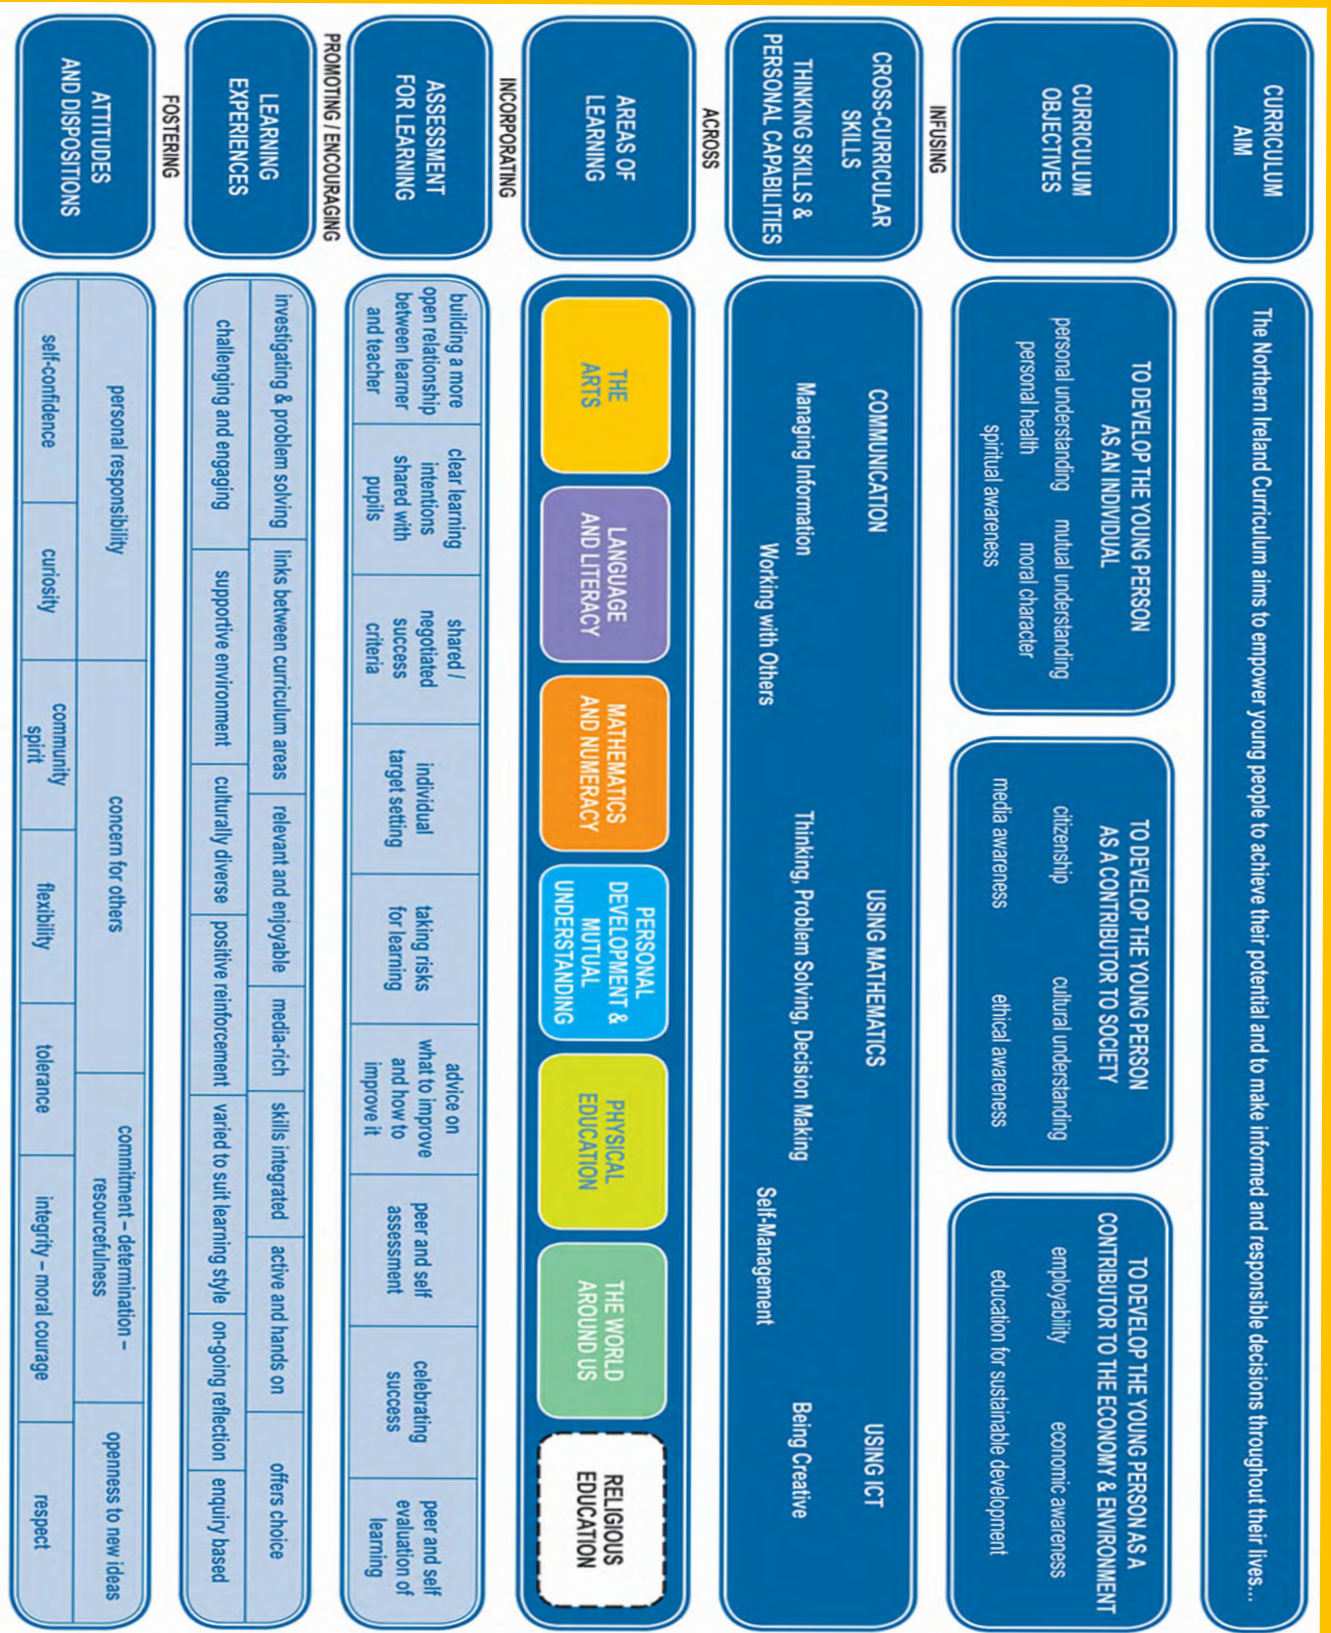 CURRICULUM
AIM
The Northern Ireland Curriculum aims to empower young people to achieve their potential and to make informed and responsible decisions throughout their lives...
CURRICULUM
OBJECTIVES
TO DEVELOP THE YOUNG PERSON
AS AN INDIVIDUAL
personal understanding mutual understanding
personal health moral character
spiritual awareness
TO DEVELOP THE YOUNG PERSON
AS A CONTRIBUTOR TO SOCIETY
citizenship cultural understanding
media awareness ethical awareness
TO DEVELOP THE YOUNG PERSON AS A
CONTRIBUTOR TO THE ECONOMY & ENVIRONMENT
employability economic awareness
education for sustainable development
INFUSING
CROSS-CURRICULAR
SKILLS
THINKING SKILLS &
PERSONAL CAPABILITIES
COMMUNICATION USING MATHEMATICS USING ICT
Managing Information Thinking, Problem Solving, Decision Making Being Creative
Working with Others Self-Management
ACROSS
AREAS OF
LEARNING
THE
ARTS
LANGUAGE
AND LITERACY
MATHEMATICS
AND NUMERACY
PERSONAL
DEVELOPMENT &
MUTUAL
UNDERSTANDING
PHYSICAL
EDUCATION
THE WORLD
AROUND US
RELIGIOUS
EDUCATION
INCORPORATING
ASSESSMENT
FOR LEARNING
building a more
open relationship
between learner
and teacher
clear learning
intentions
shared with
pupils
shared /
negotiated
success
criteria
individual
target setting
taking risks
for learning
advice on
what to improve
and how to
improve it
peer and self
assessment
celebrating
success
peer and self
evaluation of
learning
PROMOTING / ENCOURAGING
LEARNING
EXPERIENCES
investigating & problem solving
links between curriculum areas
relevant and enjoyable
media-rich
skills integrated
active and hands on
offers choice
challenging and engaging
supportive environment
culturally diverse
positive reinforcement
varied to suit learning style
on-going reflection
enquiry based
FOSTERING
ATTITUDES
AND DISPOSITIONS
personal responsibility
concern for others
commitment – determination –
resourcefulness
openness to new ideas
self-confidence
curiosity
community
spirit
flexibility
tolerance
integrity – moral courage
respect